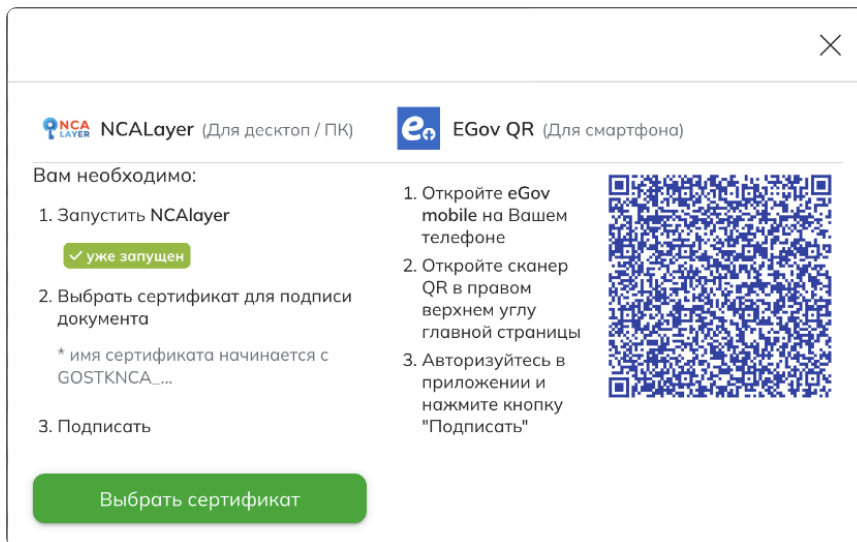 NCA
LAYER
NCALayer (Для десктоп / ПК)
Вам необходимо:
1. Запустить NCAlayer
уже запущен
2. Выбрать сертификат для подписи
документа
* имя сертификата начинается с
GOSTKNCA_...
3. Подписать
Выбрать сертификат
EGov QR (Для смартфона)
1. Откройте eGov
mobile на Вашем
телефоне
2. Откройте сканер
QR в правом
верхнем углу
главной страницы
3. Авторизуйтесь в
приложении и
нажмите кнопку
"Подписать"